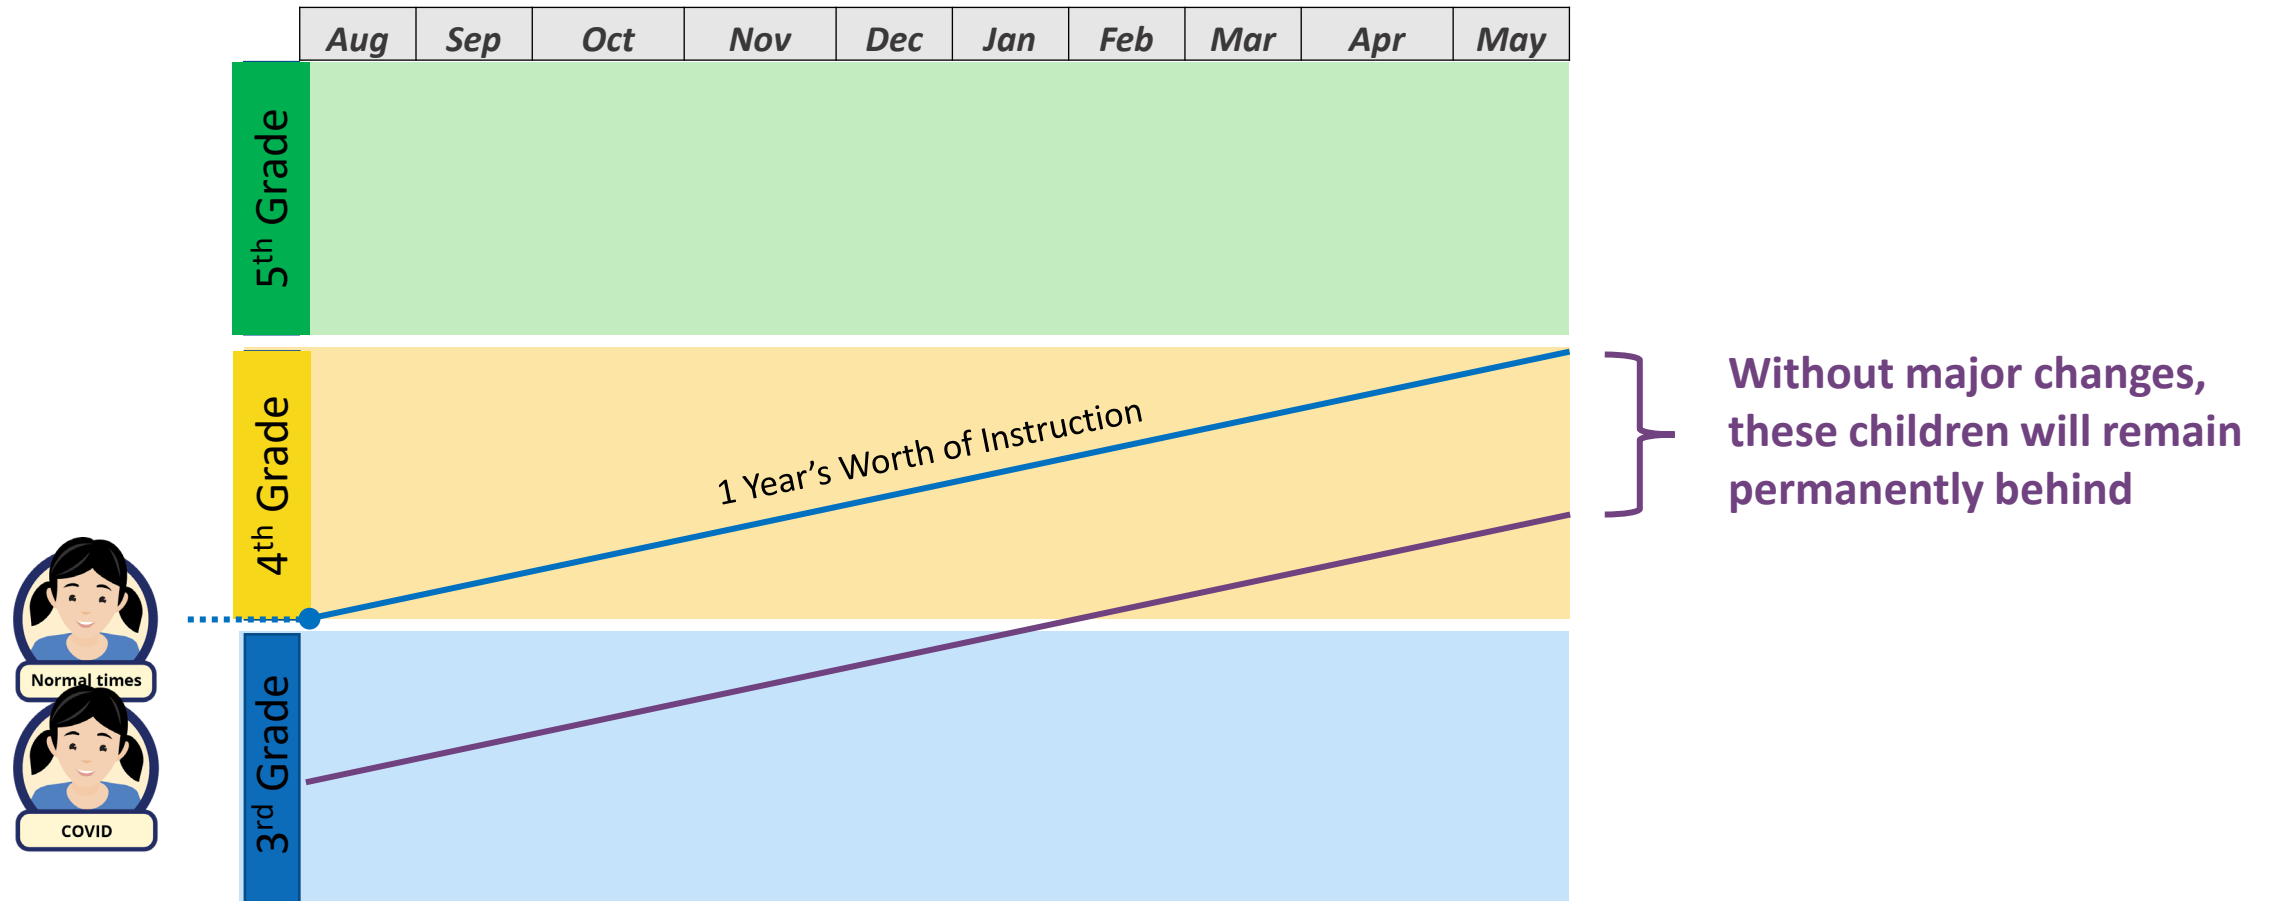 Aug Sep Oct Nov Dec Jan Feb Mar Apr May
5th Grade
4th Grade
3rd Grade
1 Year’s Worth of Instruction
Normal times
COVID
Without major changes,
these children will remain
permanently behind